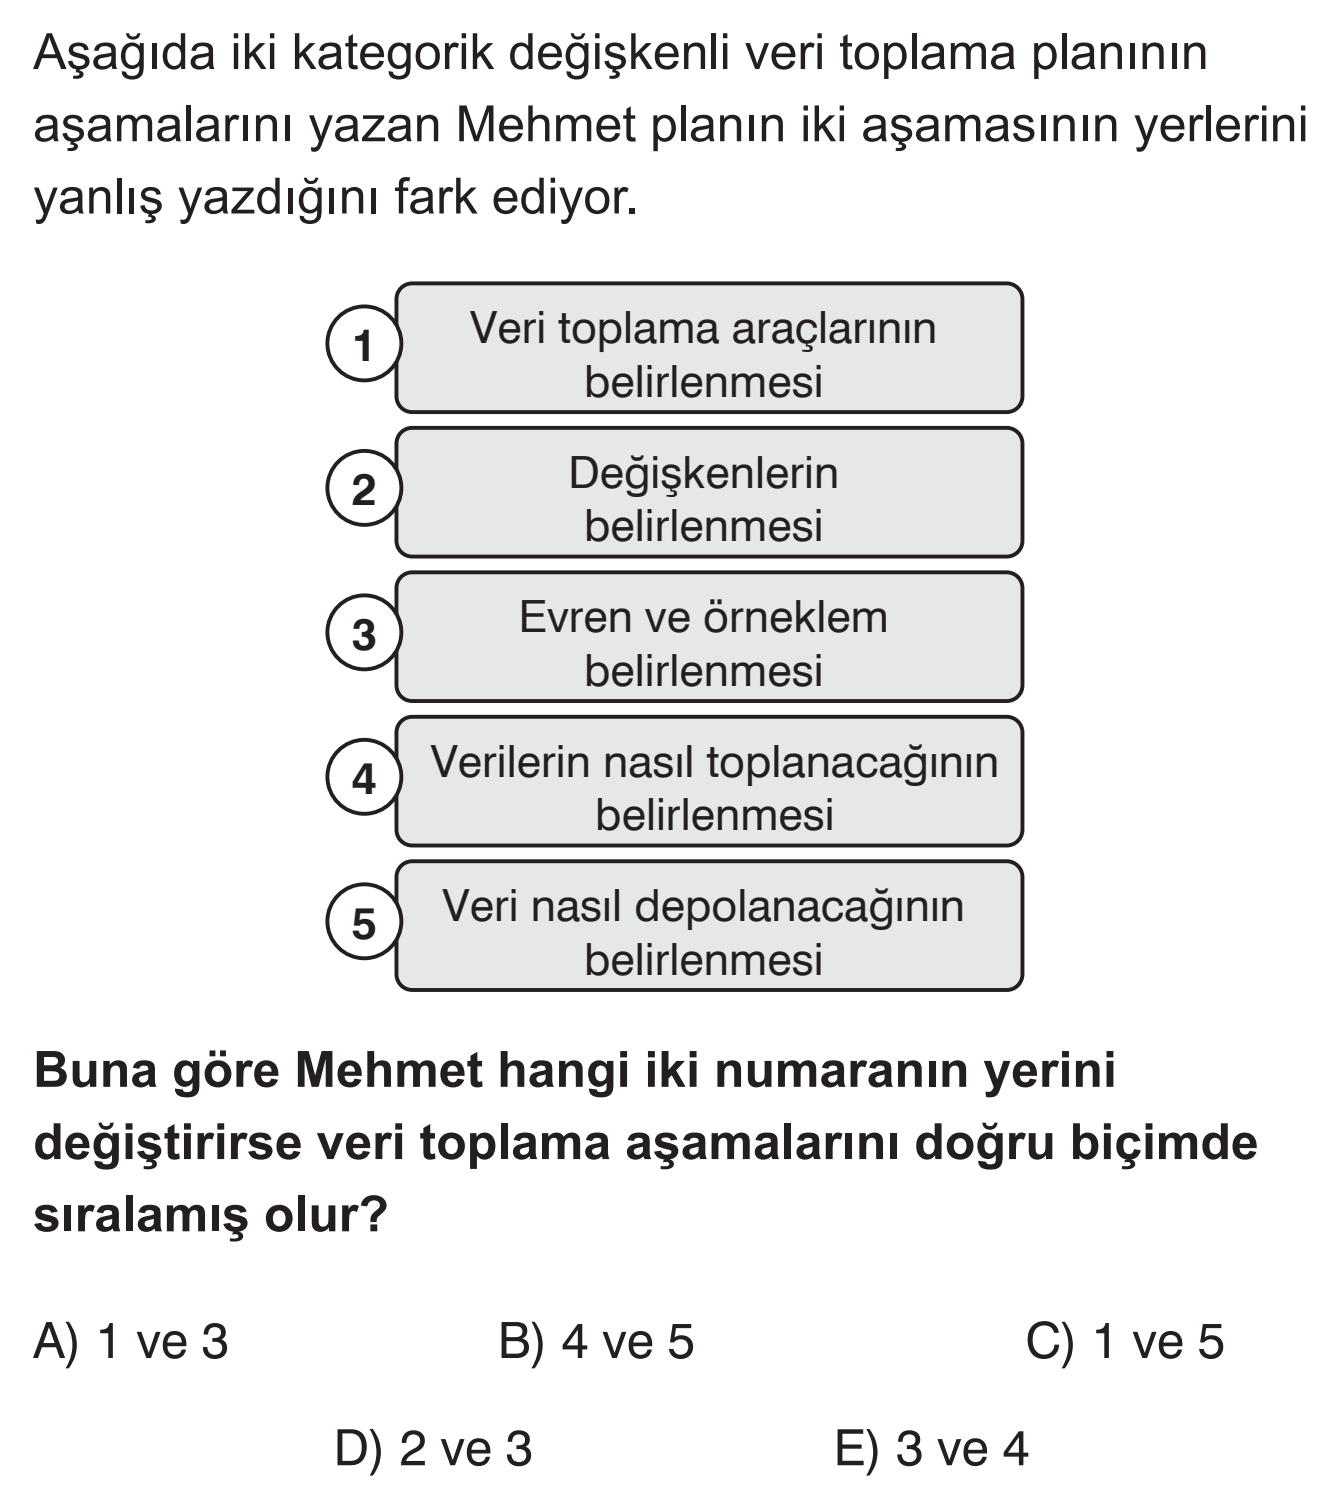 Aşağıda iki kategorik değişkenli veri toplama planının
aşamalarını yazan Mehmet planın iki aşamasının yerlerini
yanlış yazdığını fark ediyor.
1
Veri toplama araçlarının
belirlenmesi
2
Değişkenlerin
belirlenmesi
3
Evren ve örneklem
belirlenmesi
4
Verilerin nasıl toplanacağının
belirlenmesi
5
Veri nasıl depolanacağının
belirlenmesi
Buna göre Mehmet hangi iki numaranın yerini
değiştirirse veri toplama aşamalarını doğru biçimde
sıralamış olur?
A) 1 ve 3 B) 4 ve 5 C) 1 ve 5
D) 2 ve 3 E) 3 ve 4